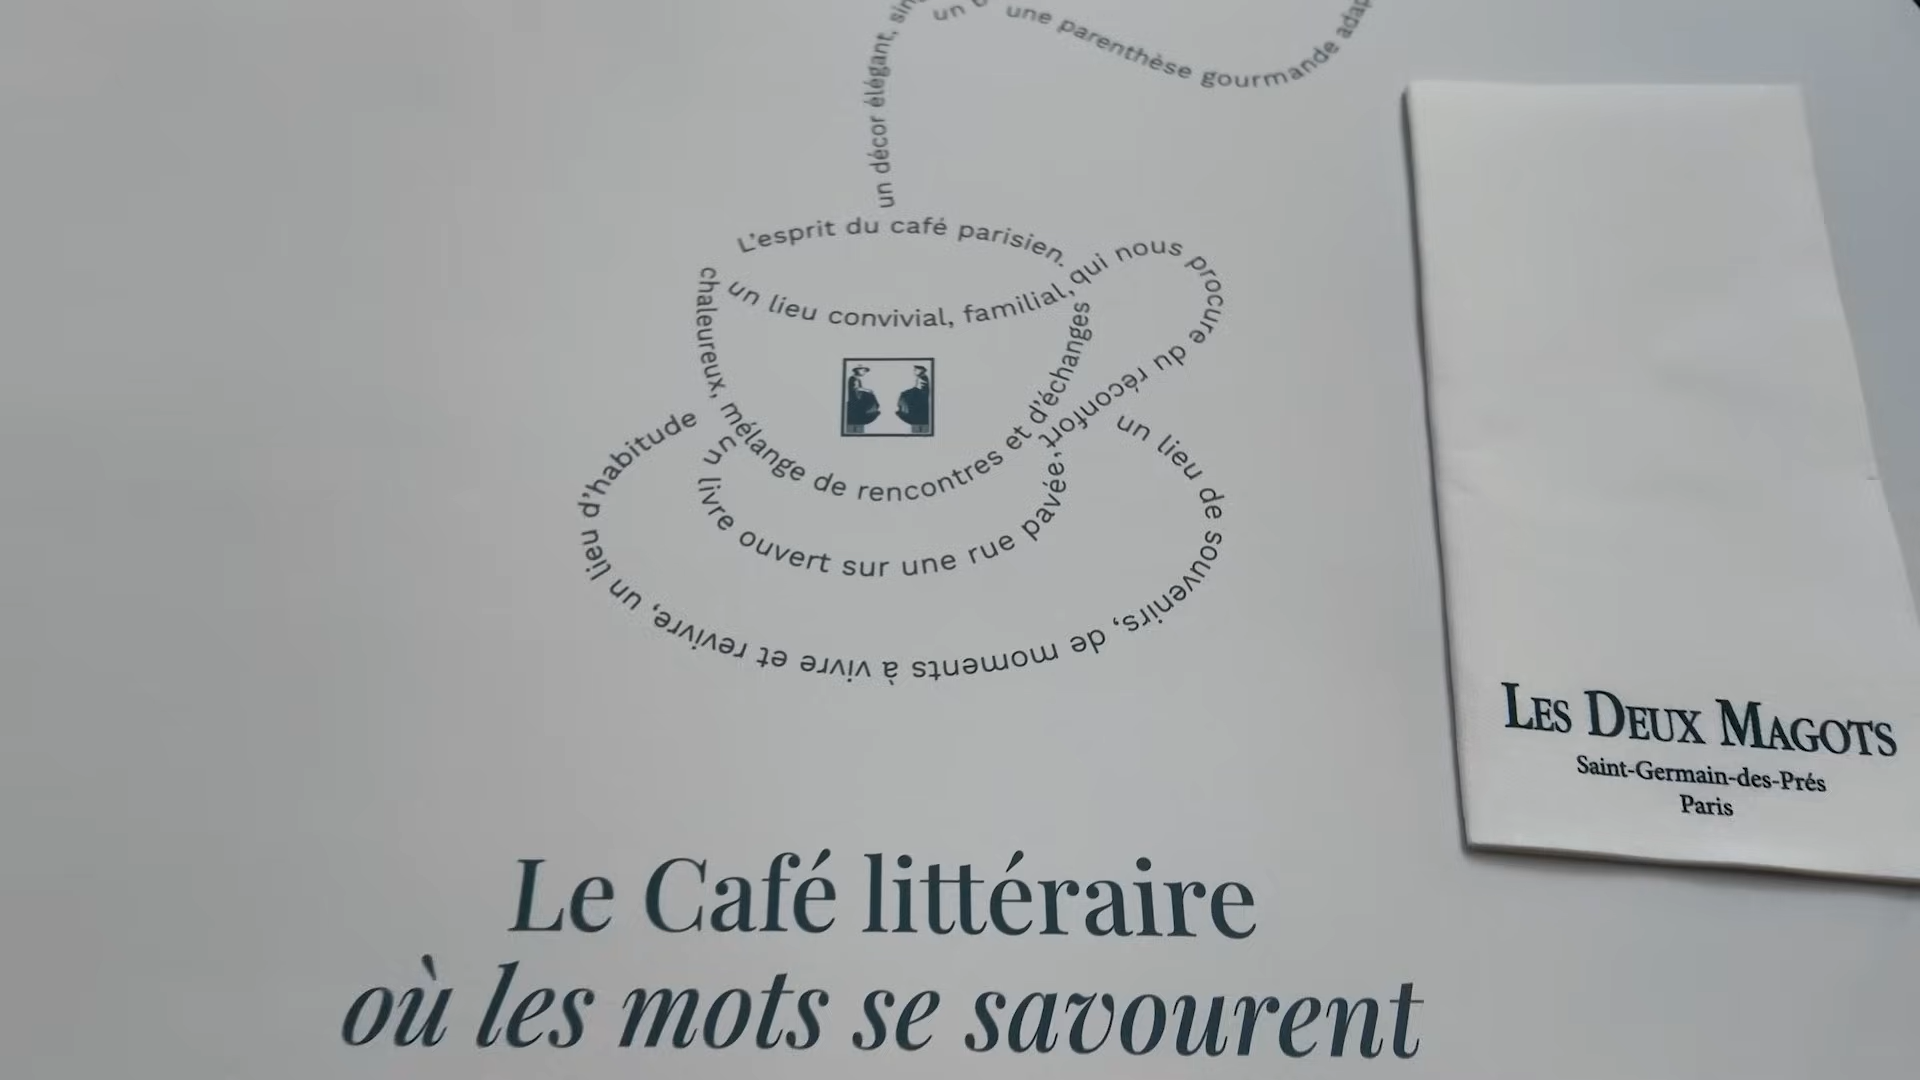 un décor élégant,
un
une parenthèse gourmande
L'esprit du café parisien.
un lieu convivial, familial,
qui nous procure du réconfort,
chaleureux, mélange de rencontres et d'échanges
un livre ouvert sur une rue pavée,
un lieu de souvenirs, de moments à vivre et revivre, un lieu d'habitude
Le Café littéraire
où les mots se savourent
LES DEUX MAGOTS
Saint-Germain-des-Prés
Paris